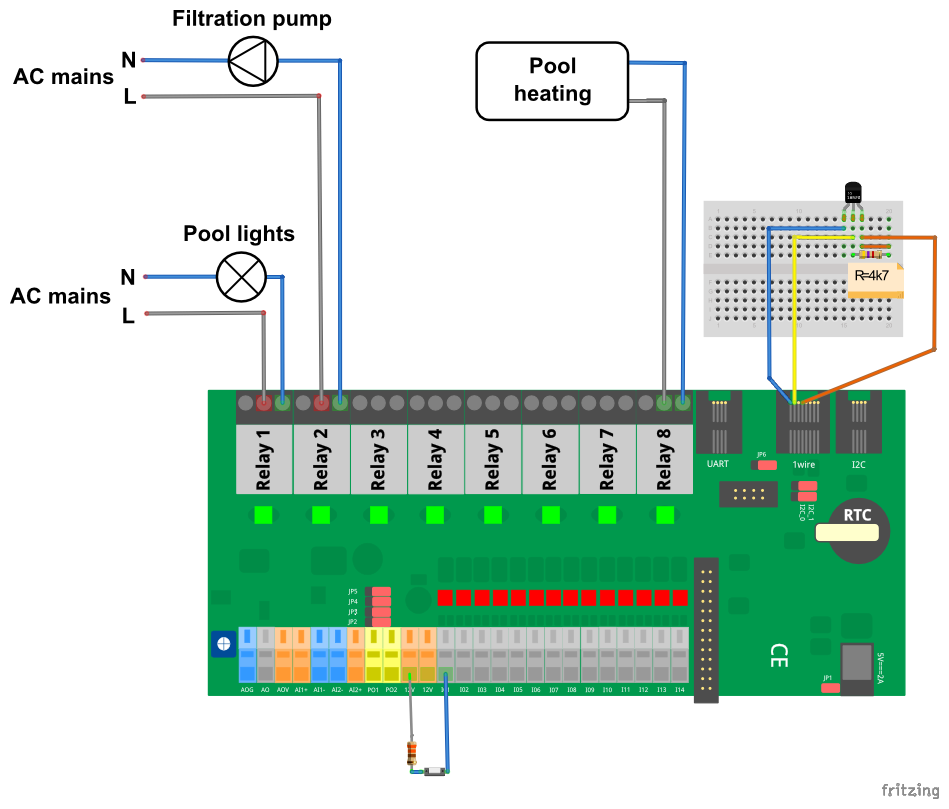 Filtration pump
N
AC mains
L
Pool
heating
Pool lights
N
AC mains
L
R=4k7
Relay 1
Relay 2
Relay 3
Relay 4
Relay 5
Relay 6
Relay 7
Relay 8
UART
JP6
1wire
I2C
I2C_0
I2C_1
RTC
JP5
JP4
JP3
JP2
CE
5V 2A
JP1
AOG AO AOV AI1+ AI1- AI2- AI2+ PO1 PO2 12V 12V I02 I03 I04 I05 I06 I07 I08 I09 I10 I11 I12 I13 I14
fritzing